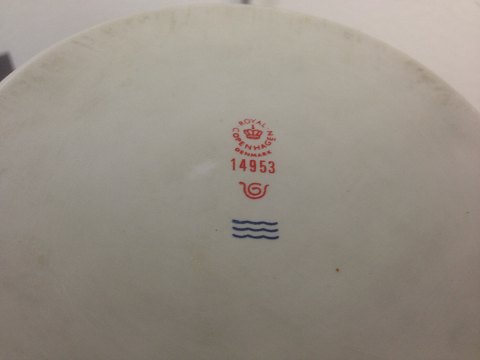 ROYAL
COPENHAGEN
DENMARK
14953